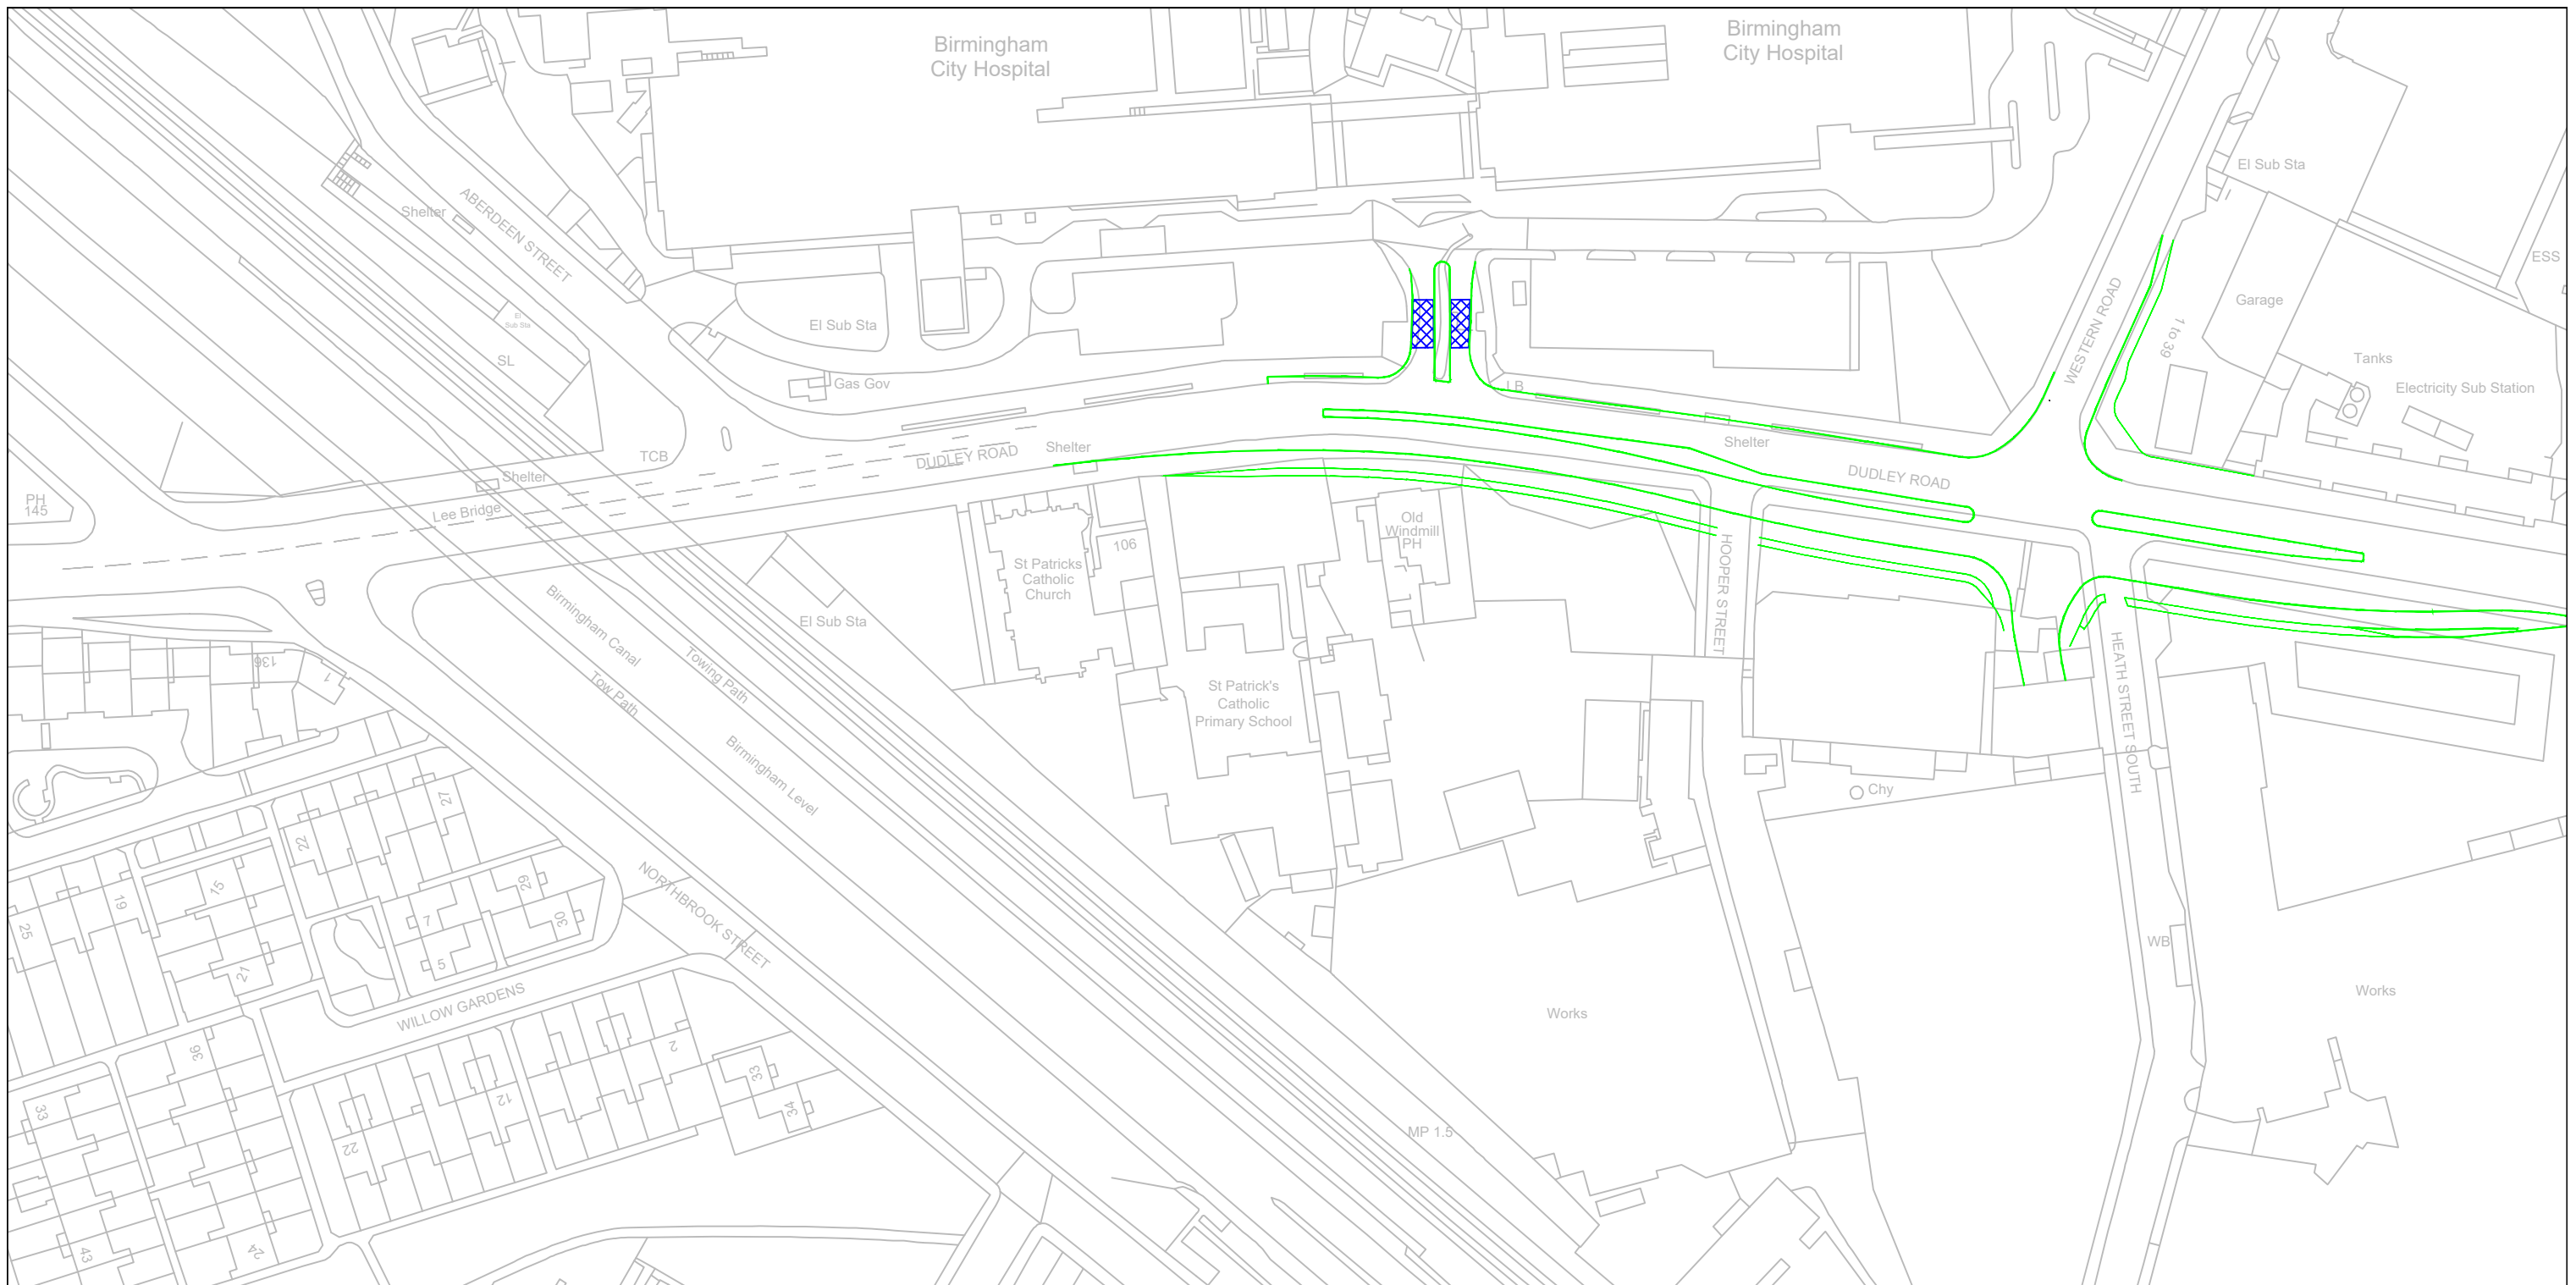 Birmingham
City Hospital
Birmingham
City Hospital
El Sub Sta
ABERDEEN STREET
Shelter
ESS
WESTERN ROAD
Garage
1 to 39
El
Sub Sta
El Sub Sta
SL
Gas Gov
LB
Tanks
Electricity Sub Station
Shelter
DUDLEY ROAD
Shelter
DUDLEY ROAD
TCB
Shelter
Lee Bridge
PH
145
Old
Windmill
PH
106
HOOPER STREET
St Patricks
Catholic
Church
El Sub Sta
Birmingham Canal
Tow Path
Towing Path
136
1
HEATH STREET SOUTH
St Patrick's
Catholic
Primary School
Birmingham Level
Chy
27
22
15
19
29
30
7
5
25
21
NORTHBROOK STREET
WB
WILLOW GARDENS
Works
Works
36
2
33
34
12
22
33
MP 1.5
24
43